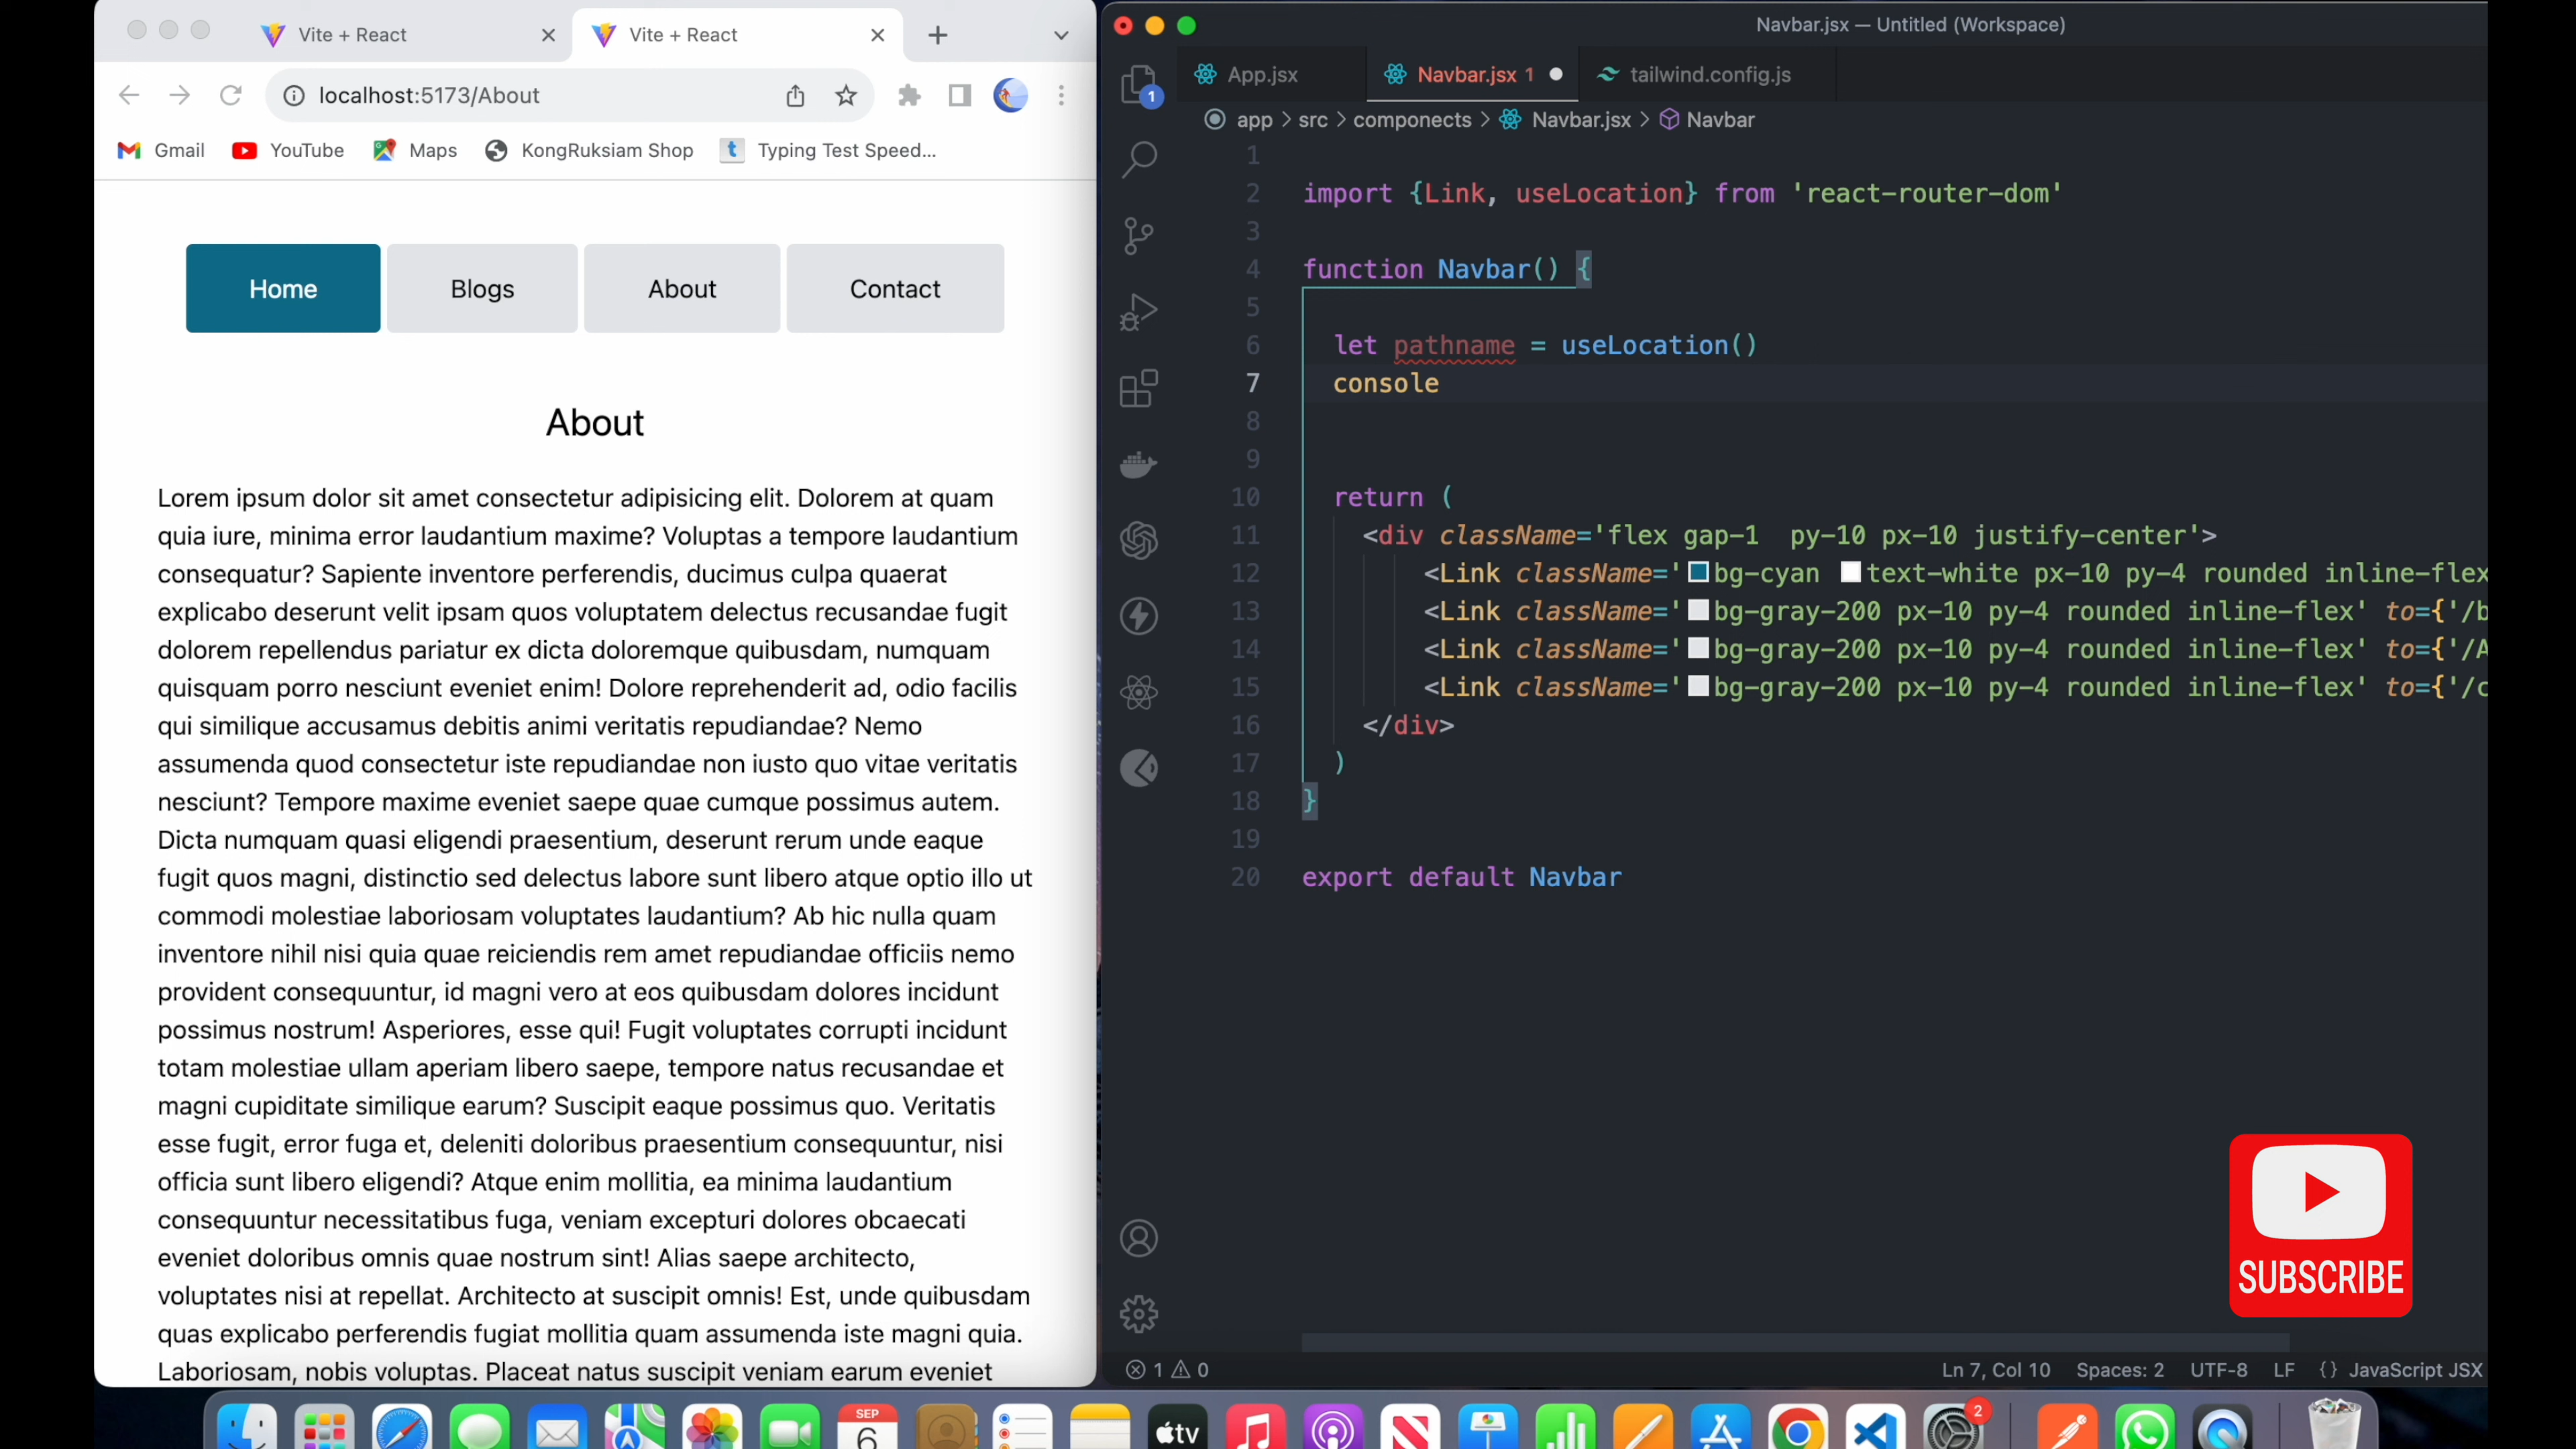 Vite + React
Vite + React
localhost:5173/About
Gmail
YouTube
Maps
KongRuksiam Shop
t
Typing Test Speed...
Home
Blogs
About
Contact
About
Lorem ipsum dolor sit amet consectetur adipisicing elit. Dolorem at quam
quia iure, minima error laudantium maxime? Voluptas a tempore laudantium
consequatur? Sapiente inventore perferendis, ducimus culpa quaerat
explicabo deserunt velit ipsam quos voluptatem delectus recusandae fugit
dolorem repellendus pariatur ex dicta doloremque quibusdam, numquam
quisquam porro nesciunt eveniet enim! Dolore reprehenderit ad, odio facilis
qui similique accusamus debitis animi veritatis repudiandae? Nemo
assumenda quod consectetur iste repudiandae non iusto quo vitae veritatis
nesciunt? Tempore maxime eveniet saepe quae cumque possimus autem.
Dicta numquam quasi eligendi praesentium, deserunt rerum unde eaque
fugit quos magni, distinctio sed delectus labore sunt libero atque optio illo ut
commodi molestiae laboriosam voluptates laudantium? Ab hic nulla quam
inventore nihil nisi quia quae reiciendis rem amet repudiandae officiis nemo
provident consequuntur, id magni vero at eos quibusdam dolores incidunt
possimus nostrum! Asperiores, esse qui! Fugit voluptates corrupti incidunt
totam molestiae ullam aperiam libero saepe, tempore natus recusandae et
magni cupiditate similique earum? Suscipit eaque possimus quo. Veritatis
esse fugit, error fuga et, deleniti doloribus praesentium consequuntur, nisi
officia sunt libero eligendi? Atque enim mollitia, ea minima laudantium
consequuntur necessitatibus fuga, veniam excepturi dolores obcaecati
eveniet doloribus omnis quae nostrum sint! Alias saepe architecto,
voluptates nisi at repellat. Architecto at suscipit omnis! Est, unde quibusdam
quas explicabo perferendis fugiat mollitia quam assumenda iste magni quia.
Laboriosam, nobis voluptas. Placeat natus suscipit veniam earum eveniet
Navbar.jsx — Untitled (Workspace)
App.jsx
Navbar.jsx 1
tailwind.config.js
1
app > src > componects > Navbar.jsx > Navbar
1
2 import {Link, useLocation} from 'react-router-dom'
3
4 function Navbar() {
5
6 let pathname = useLocation()
7 console
8
9
10 return (
11 <div className='flex gap-1  py-10 px-10 justify-center'>
12 <Link className='bg-cyan text-white px-10 py-4 rounded inline-flex
13 <Link className='bg-gray-200 px-10 py-4 rounded inline-flex' to={'/b
14 <Link className='bg-gray-200 px-10 py-4 rounded inline-flex' to={'/A
15 <Link className='bg-gray-200 px-10 py-4 rounded inline-flex' to={'/c
16 </div>
17 )
18 }
19
20 export default Navbar
SUBSCRIBE
1 0
Ln 7, Col 10
Spaces: 2
UTF-8
LF
{} JavaScript JSX
SEP
6
tv
2